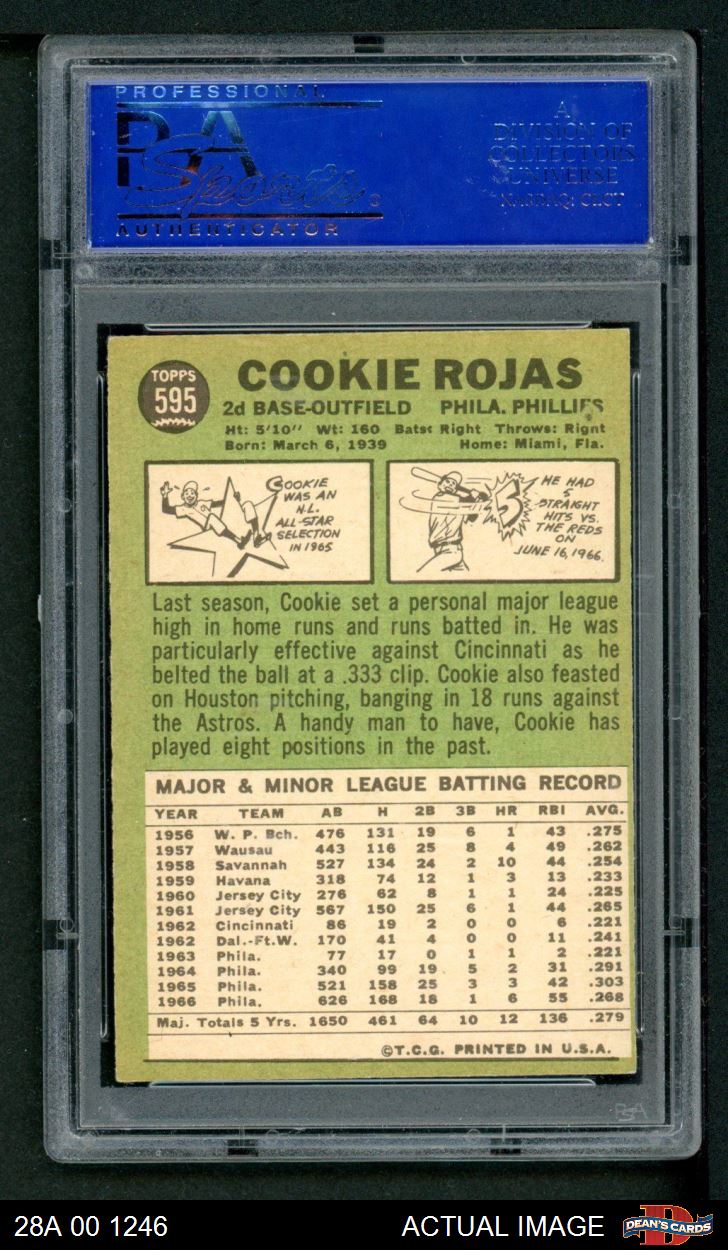 PROFESSIONAL
PSA
Sports®
AUTHENTICATOR
A
DIVISION OF
COLLECTORS
UNIVERSE
NASDAQ: CLCT
TOPPS
595
COOKIE ROJAS
2d BASE-OUTFIELD PHILA. PHILLIES
Ht: 5'10" Wt: 160 Bats: Right Throws: Right
Born: March 6, 1939 Home: Miami, Fla.
COOKIE
WAS AN
N.L.
ALL-STAR
SELECTION
IN 1965
5
HE HAD
5
STRAIGHT
HITS VS.
THE REDS
ON
JUNE 16, 1966.
Last season, Cookie set a personal major league
high in home runs and runs batted in. He was
particularly effective against Cincinnati as he
belted the ball at a .333 clip. Cookie also feasted
on Houston pitching, banging in 18 runs against
the Astros. A handy man to have, Cookie has
played eight positions in the past.
MAJOR & MINOR LEAGUE BATTING RECORD
YEAR TEAM AB H 2B 3B HR RBI AVG.
1956 W. P. Bch. 476 131 19 6 1 43 .275
1957 Wausau 443 116 25 8 4 49 .262
1958 Savannah 527 134 24 2 10 44 .254
1959 Havana 318 74 12 1 3 13 .233
1960 Jersey City 276 62 8 1 1 24 .225
1961 Jersey City 567 150 25 6 1 44 .265
1962 Cincinnati 86 19 2 0 0 6 .221
1962 Dal.-Ft.W. 170 41 4 0 0 11 .241
1963 Phila. 77 17 0 1 1 2 .221
1964 Phila. 340 99 19 5 2 31 .291
1965 Phila. 521 158 25 3 3 42 .303
1966 Phila. 626 168 18 1 6 55 .268
Maj. Totals 5 Yrs. 1650 461 64 10 12 136 .279
©T.C.G. PRINTED IN U.S.A.
PSA
28A 00 1246 ACTUAL IMAGE
D
DEAN'S CARDS